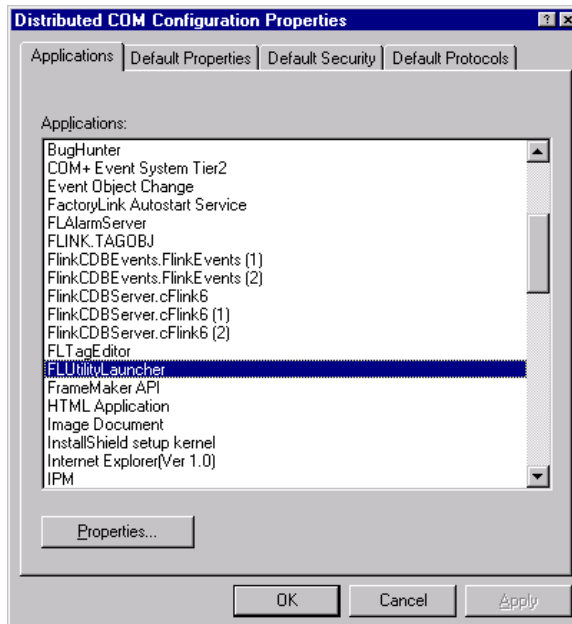 Distributed COM Configuration Properties
Applications Default Properties Default Security Default Protocols
Applications:
BugHunter
COM+ Event System Tier2
Event Object Change
FactoryLink Autostart Service
FLAlarmServer
FLINK.TAGOBJ
FlinkCDBEvents.FlinkEvents (1)
FlinkCDBEvents.FlinkEvents (2)
FlinkCDBServer.cFlink6
FlinkCDBServer.cFlink6 (1)
FlinkCDBServer.cFlink6 (2)
FLTagEditor
FLUtilityLauncher
FrameMaker API
HTML Application
Image Document
InstallShield setup kernel
Internet Explorer(Ver 1.0)
IPM
Properties...
OK Cancel Apply